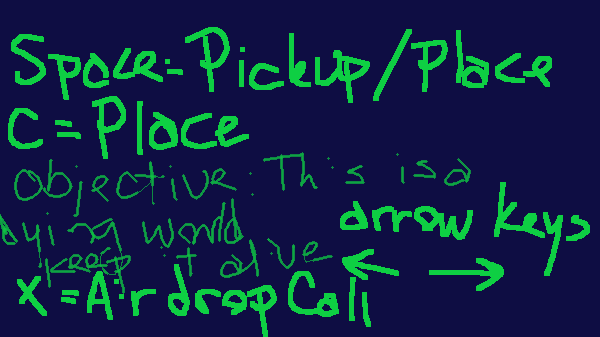 Space = Pickup/Place
C = Place
Objective: This is a
dying world
keep it alive
arrow keys
← →
X = Airdrop Call